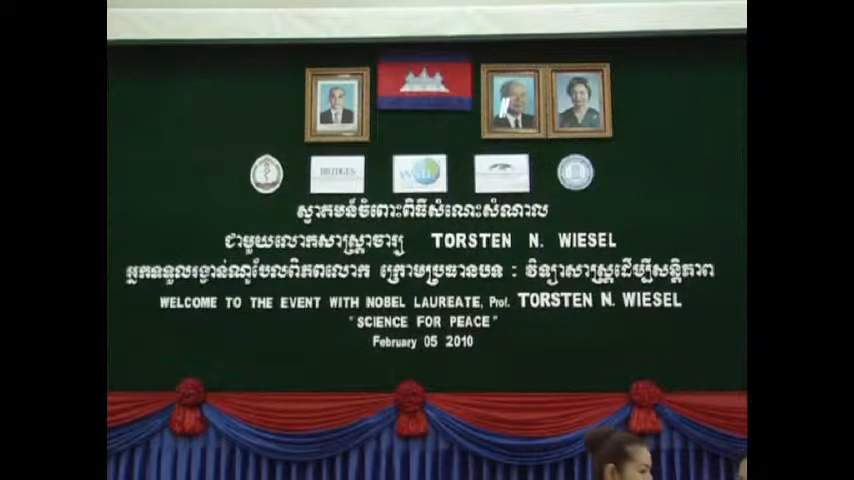 BRIDGES
ស្វាគមន៍ចំពោះពិធីសំណេះសំណាល
ជាមួយលោកសាស្ត្រាចារ្យ TORSTEN N. WIESEL
អ្នកទទួលរង្វាន់ណូបែលពិភពលោក ក្រោមប្រធានបទ : វិទ្យាសាស្ត្រដើម្បីសន្តិភាព
WELCOME TO THE EVENT WITH NOBEL LAUREATE, Prof. TORSTEN N. WIESEL
"SCIENCE FOR PEACE"
February 05 2010